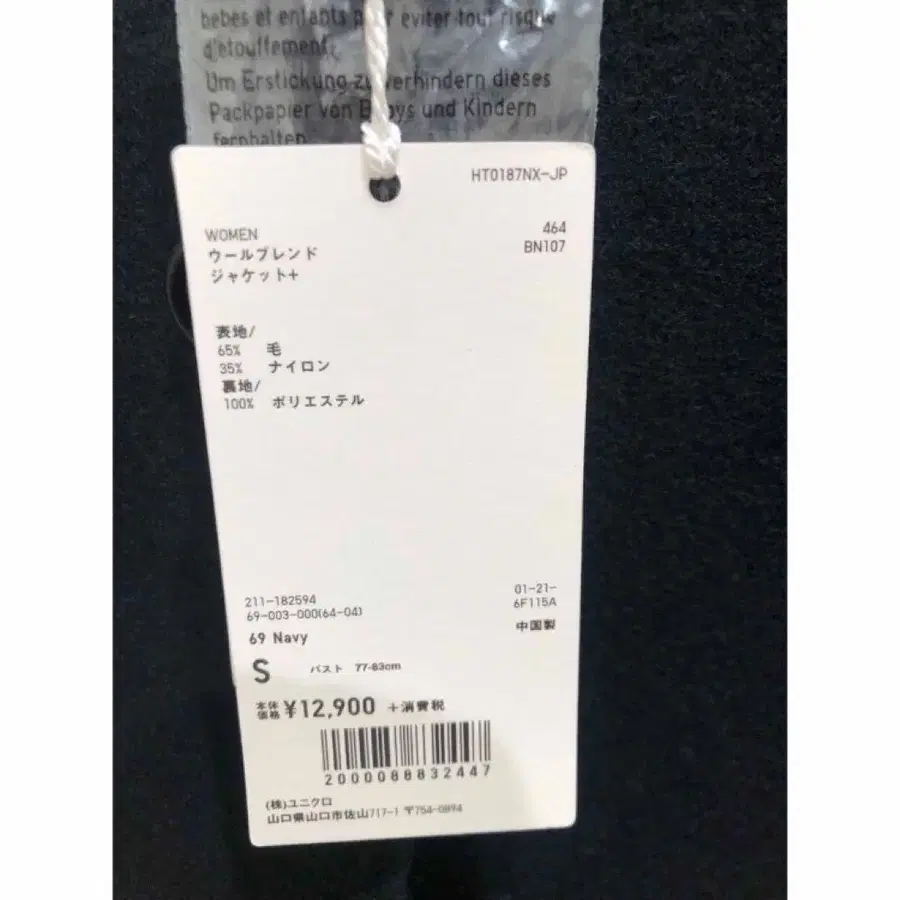 bébés et enfants pour éviter tout risque
d'étouffement.
Um Erstickung zu verhindern dieses
Packpapier von Babys und Kindern
fernhalten
HT0187NX-JP
WOMEN
464
ウールブレンド
BN107
ジャケット+
表地/
65% 毛
35% ナイロン
裏地/
100% ポリエステル
211-182594
01-21-
69-003-000(64-04)
6F115A
69 Navy
中国製
S バスト 77-83cm
本体価格 ¥12,900 +消費税
2000088832447
(株)ユニクロ
山口県山口市佐山717-1 〒754-0894